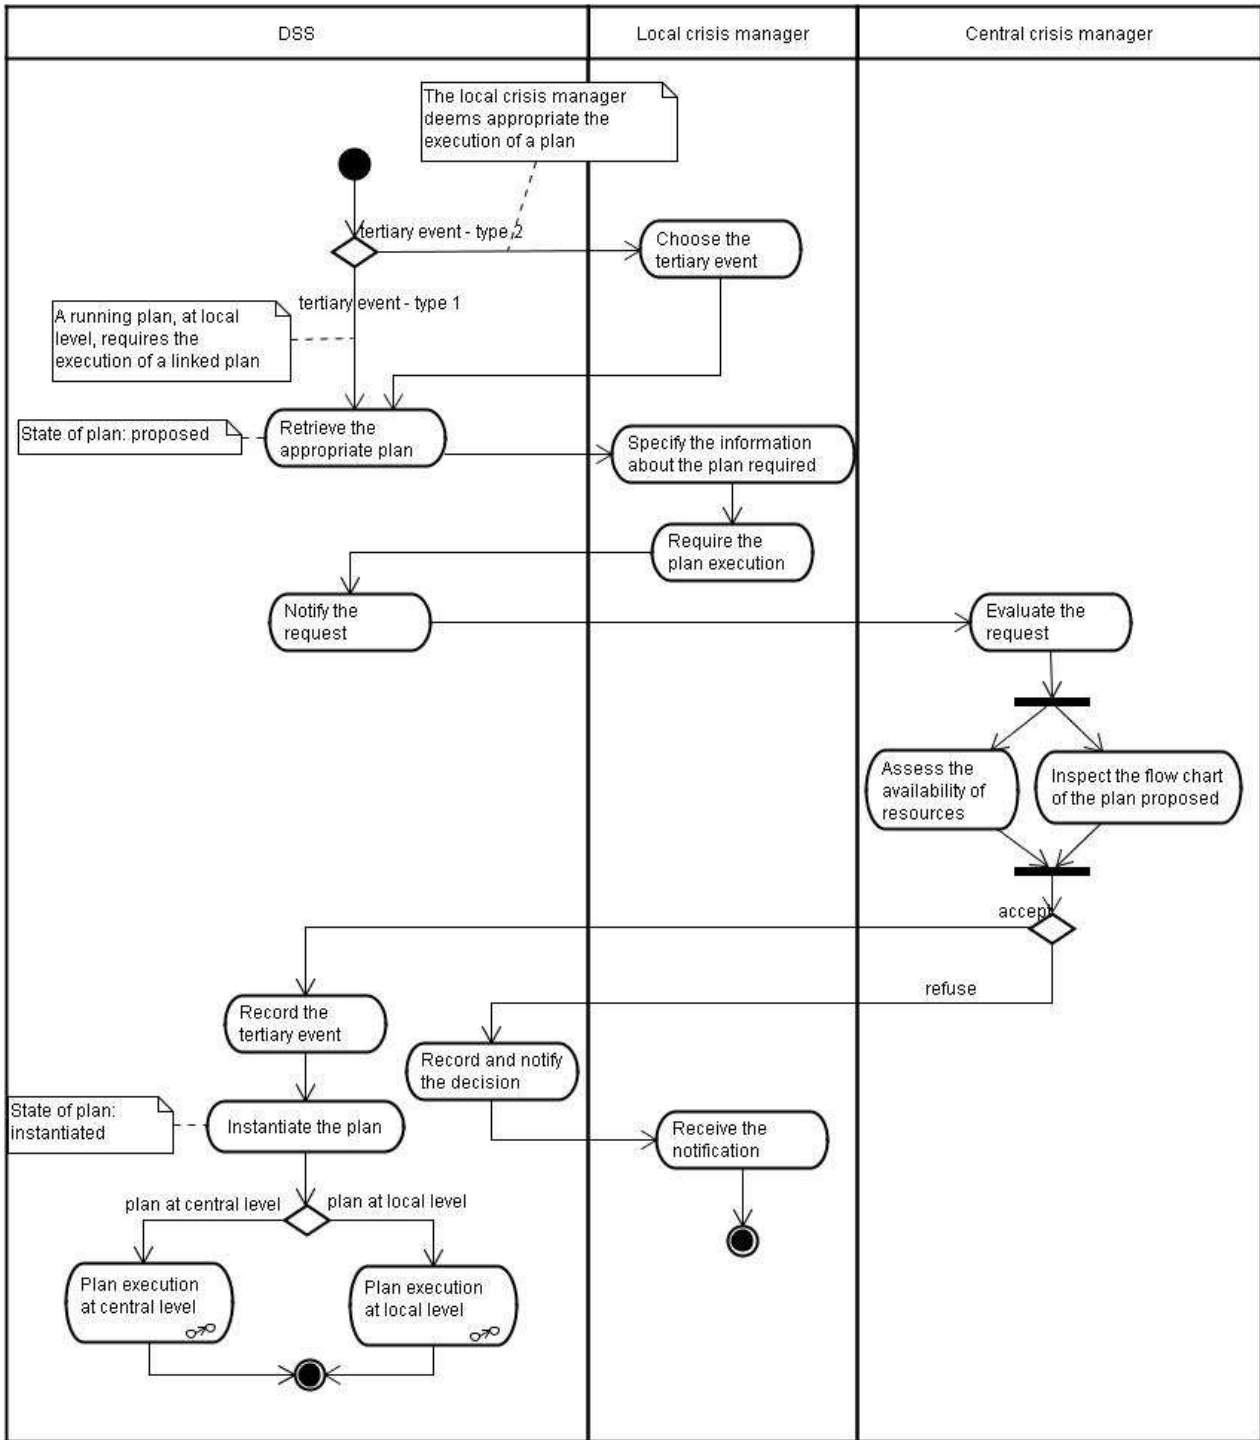 DSS
Local crisis manager
Central crisis manager
The local crisis manager
deems appropriate the
execution of a plan
tertiary event - type 2
Choose the
tertiary event
tertiary event - type 1
A running plan, at local
level, requires the
execution of a linked plan
State of plan: proposed
Retrieve the
appropriate plan
Specify the information
about the plan required
Require the
plan execution
Notify the
request
Evaluate the
request
Assess the
availability of
resources
Inspect the flow chart
of the plan proposed
accept
refuse
Record the
tertiary event
Record and notify
the decision
State of plan:
instantiated
Instantiate the plan
Receive the
notification
plan at central level
plan at local level
Plan execution
at central level
Plan execution
at local level